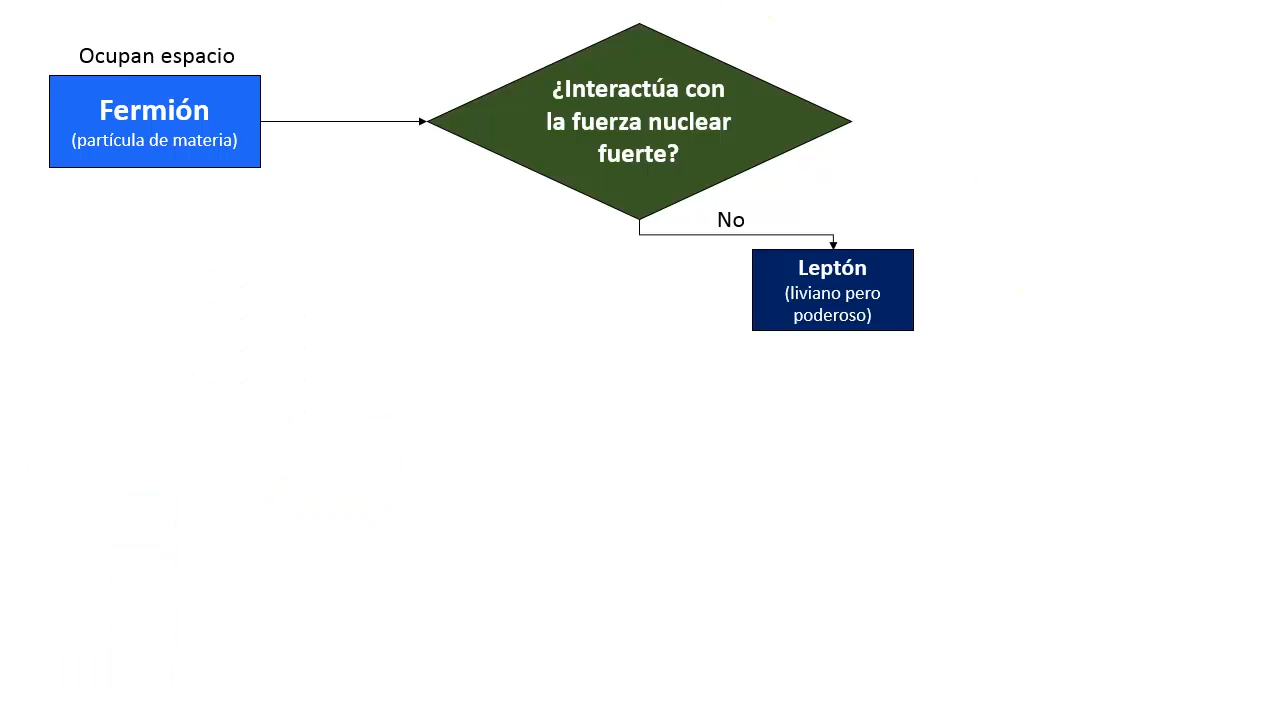 Ocupan espacio
Fermión
(partícula de materia)
¿Interactúa con
la fuerza nuclear
fuerte?
No
Leptón
(liviano pero
poderoso)